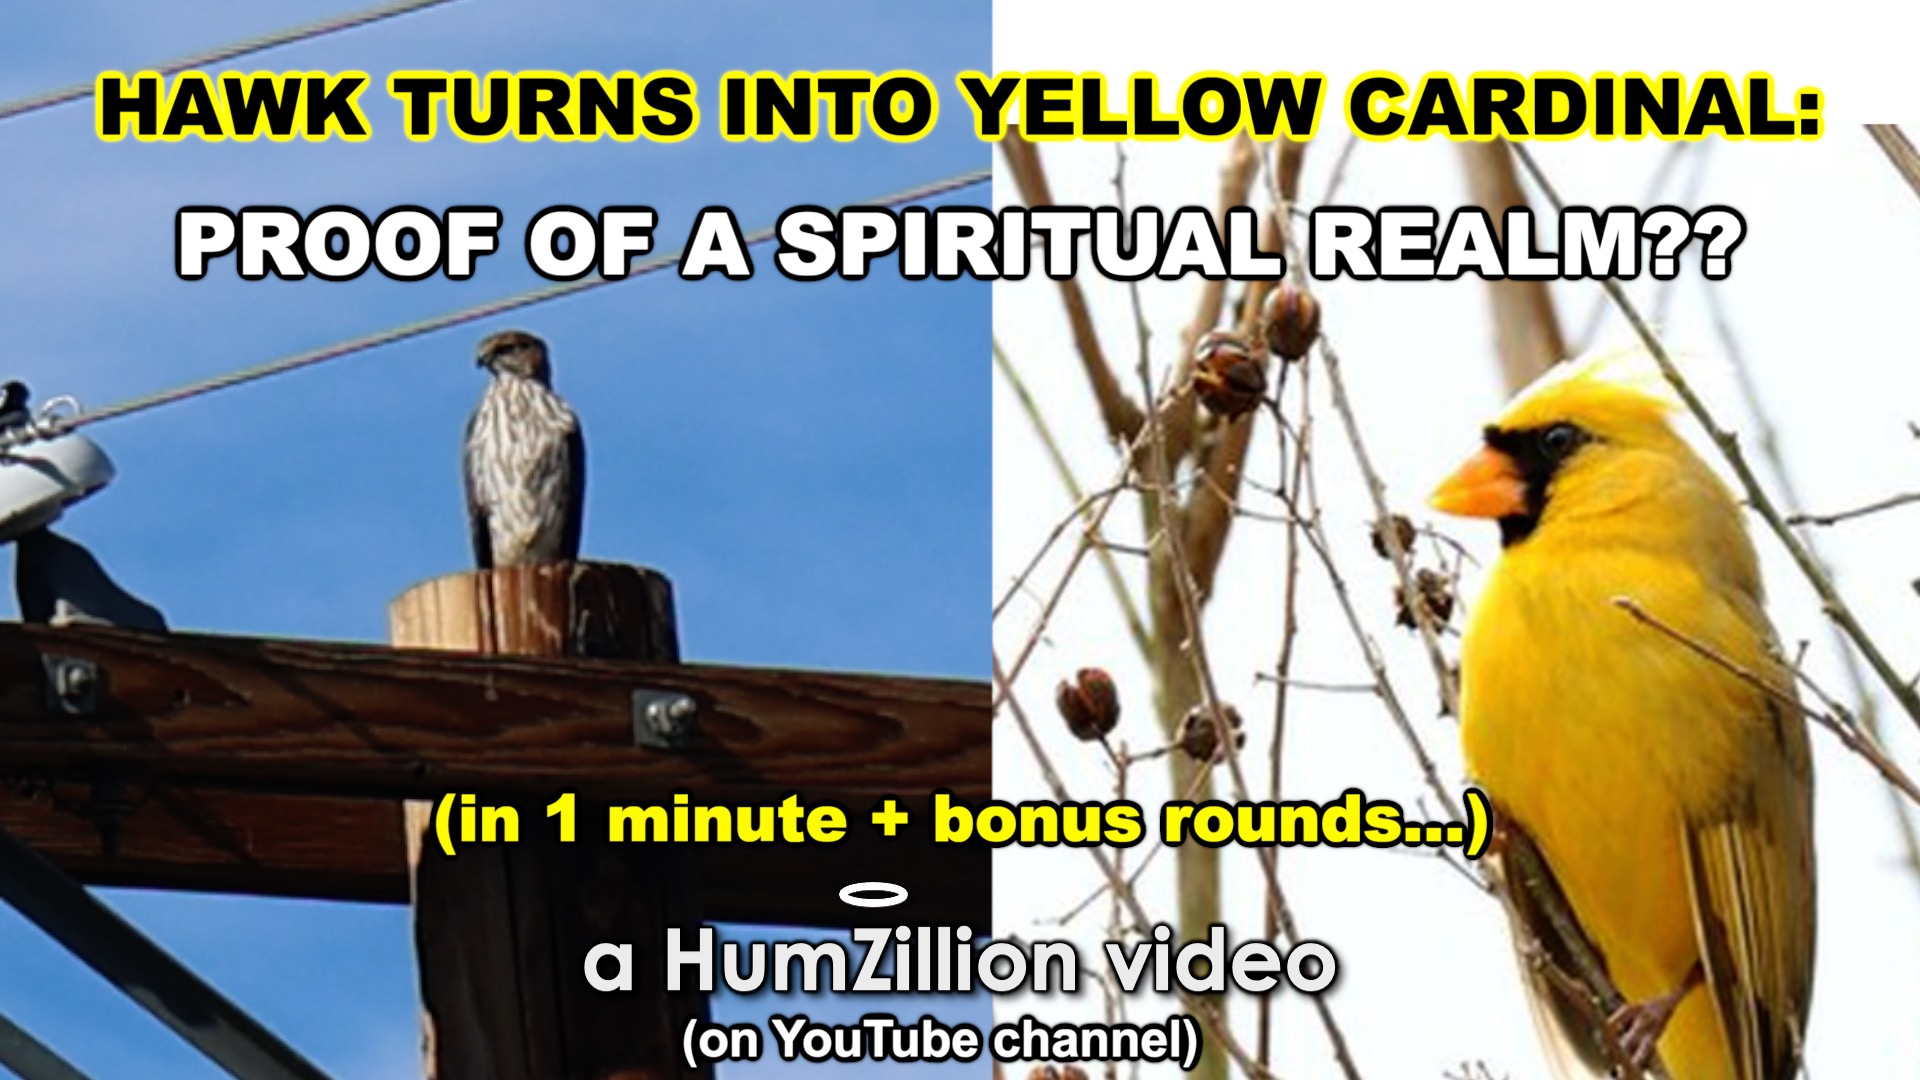 HAWK TURNS INTO YELLOW CARDINAL:
PROOF OF A SPIRITUAL REALM??
(in 1 minute + bonus rounds...)
a HumZillion video
(on YouTube channel)